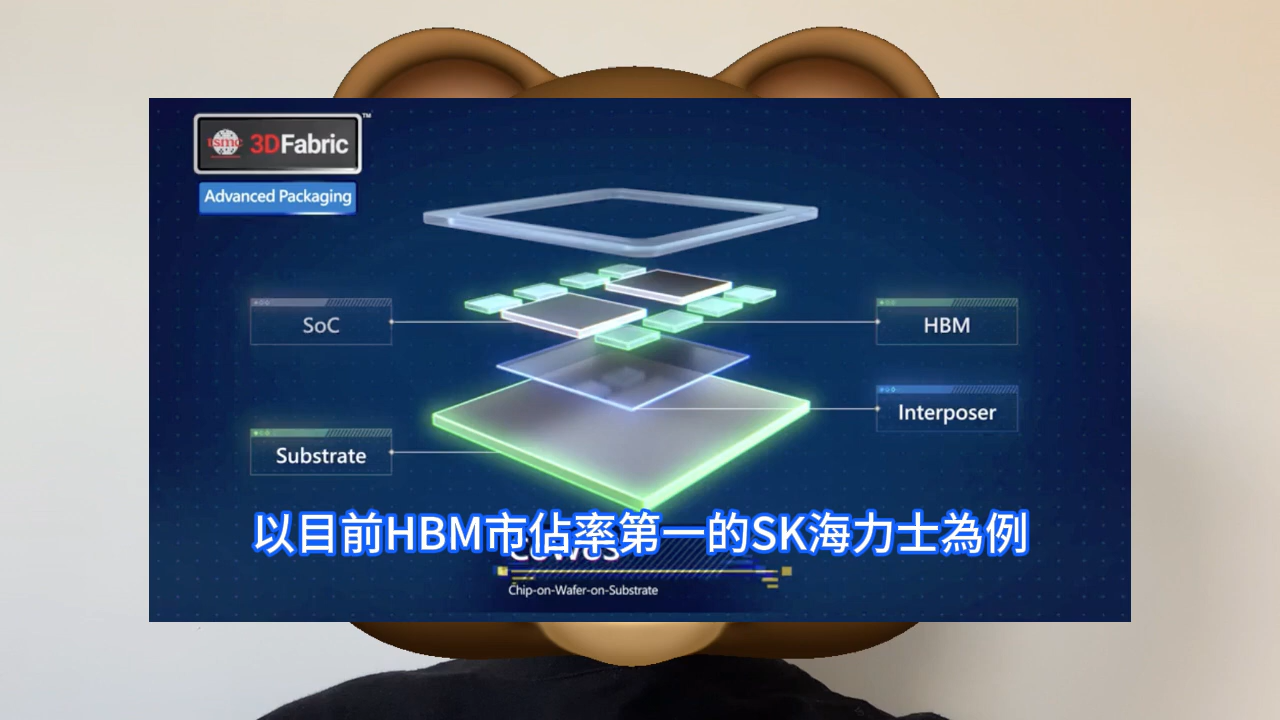 tsmc 3DFabric™
Advanced Packaging
SoC
HBM
Interposer
Substrate
以目前HBM市佔率第一的SK海力士為例
CoWoS
Chip-on-Wafer-on-Substrate